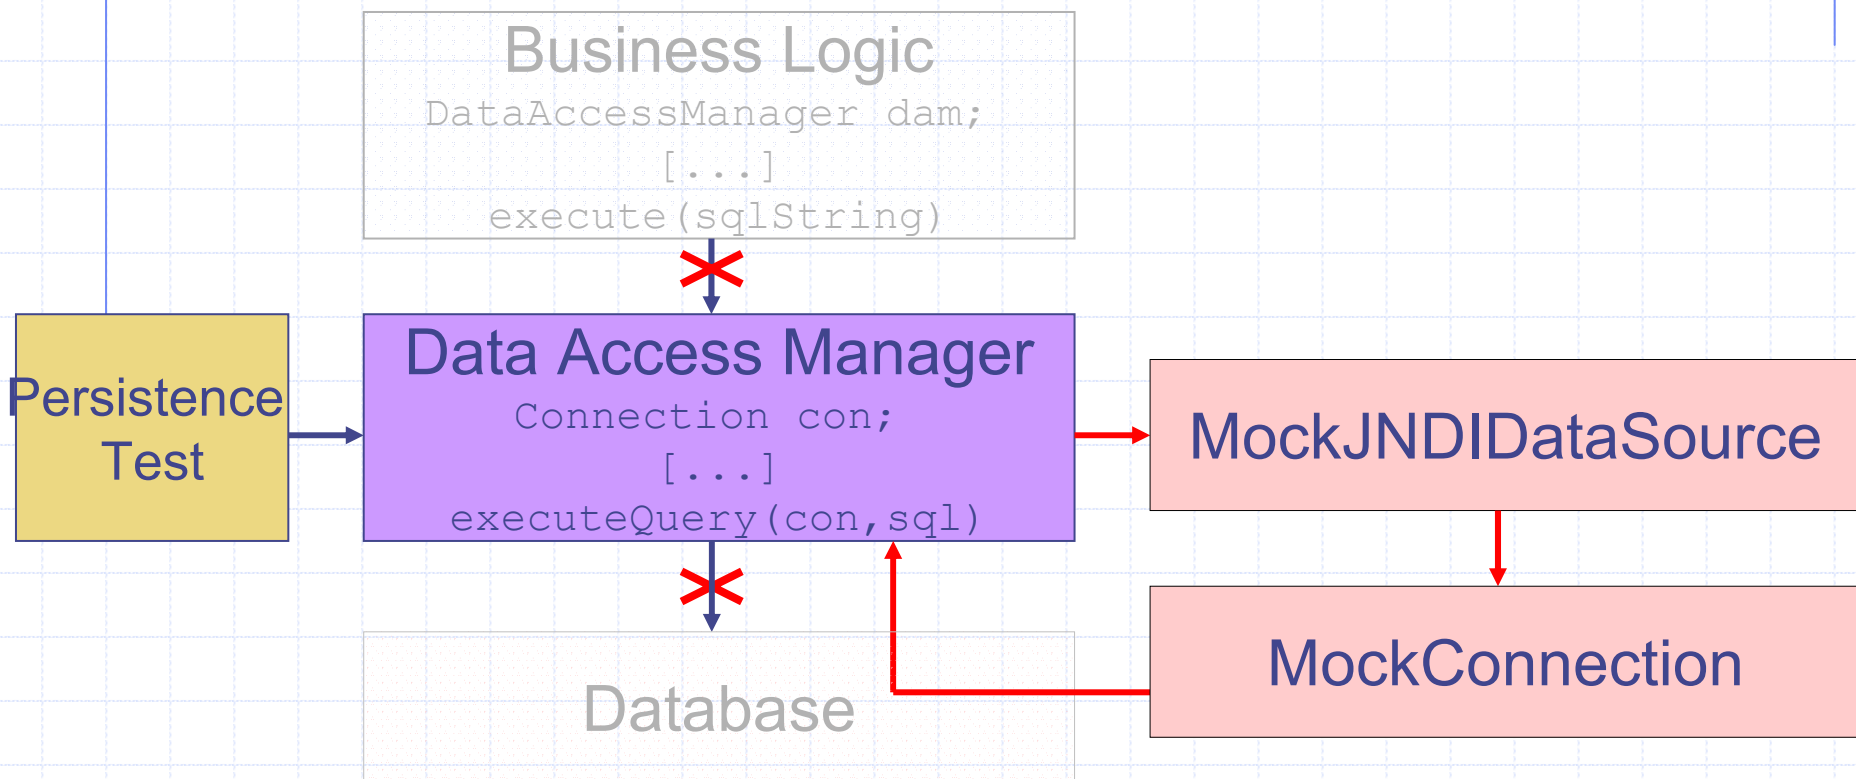 Business Logic
DataAccessManager dam;
[...]
execute(sqlString)
Persistence
Test
Data Access Manager
Connection con;
[...]
executeQuery(con,sql)
MockJNDIDataSource
MockConnection
Database